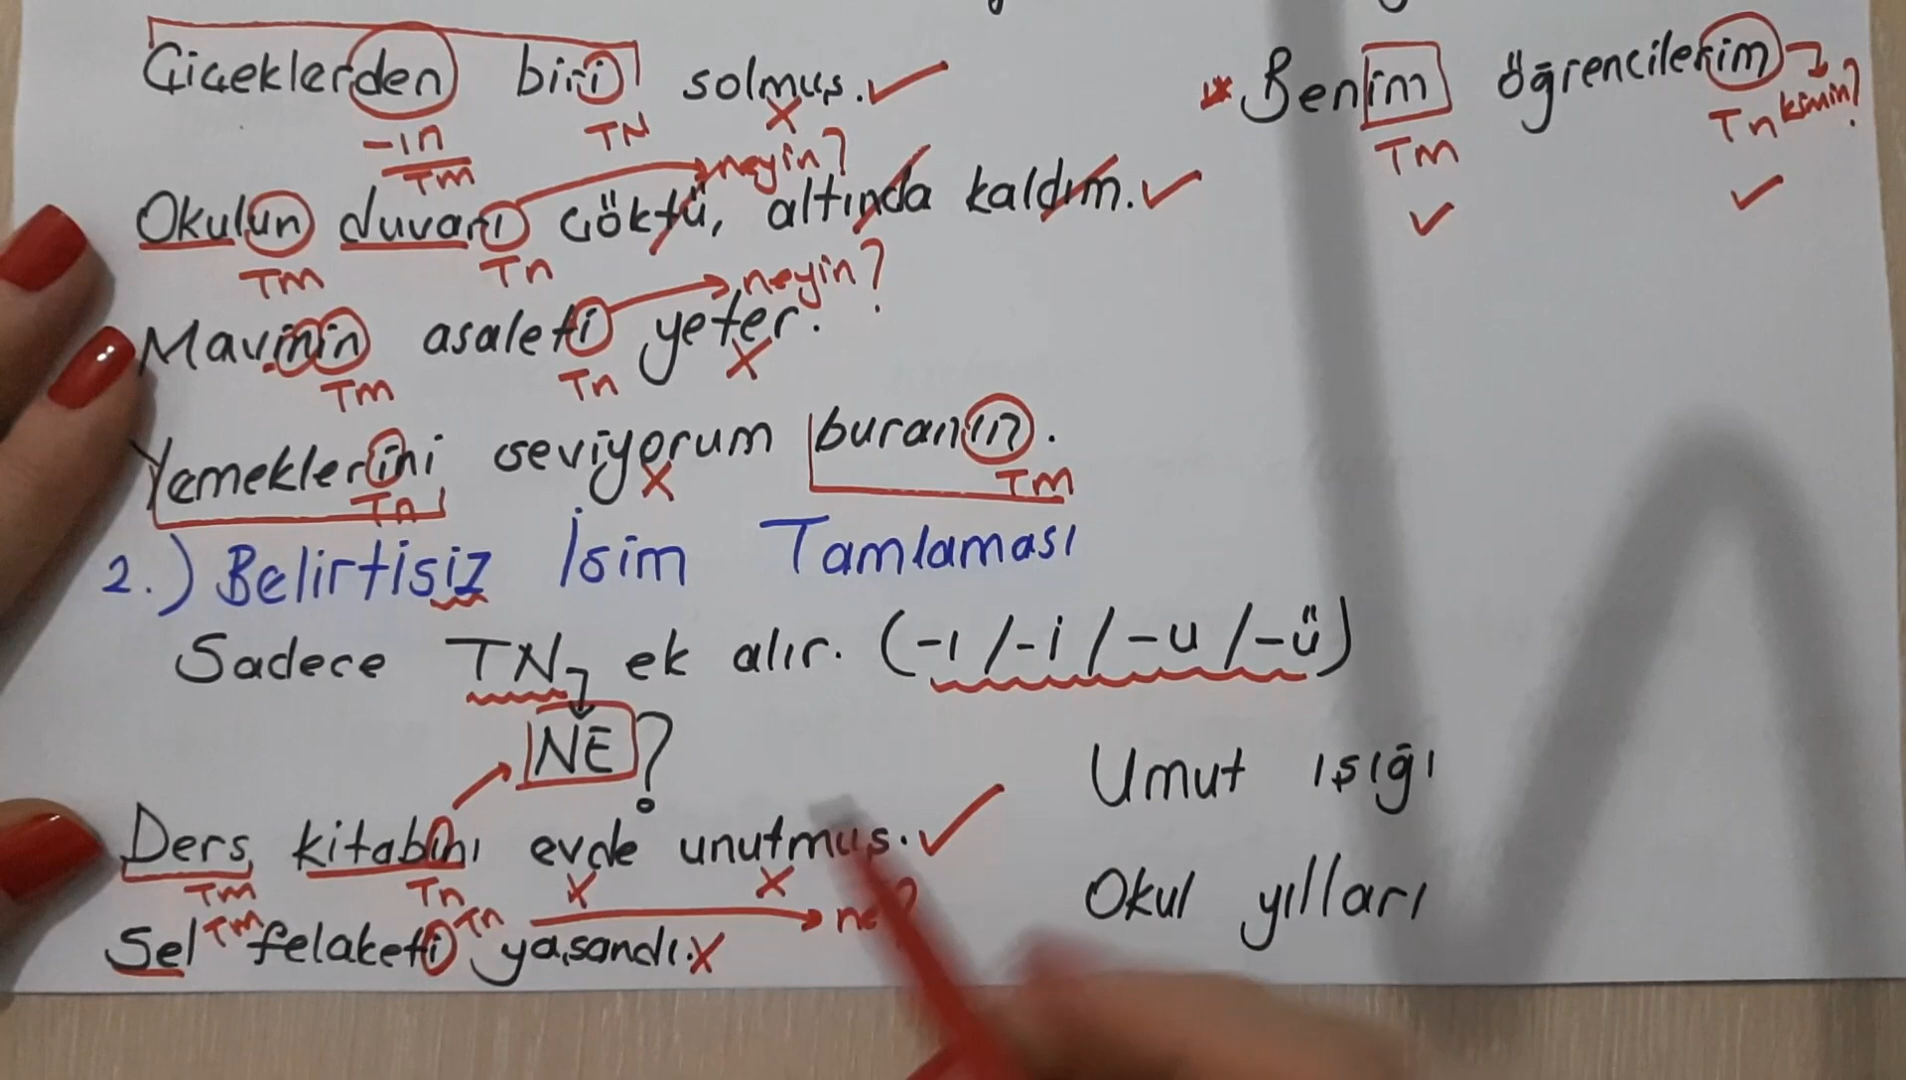 Çiçeklerden biri solmuş.
-ın TM
TN
X
* Benim öğrencilerim
TM
Tn kimin?
neyin?
Okulun duvarı çöktü, altında kaldım.
TM Tn
neyin?
Mavinin asaleti yeter.
TM Tn X
Yemeklerini seviyorum buranın.
Tn X TM
2.) Belirtisiz İsim Tamlaması
Sadece TN ek alır. (-ı /-i / -u /-ü)
NE?
Ders kitabını evde unutmuş.
TM Tn X X
Sel TM felaketi Tn yaşandı. X
Umut ışığı
Okul yılları